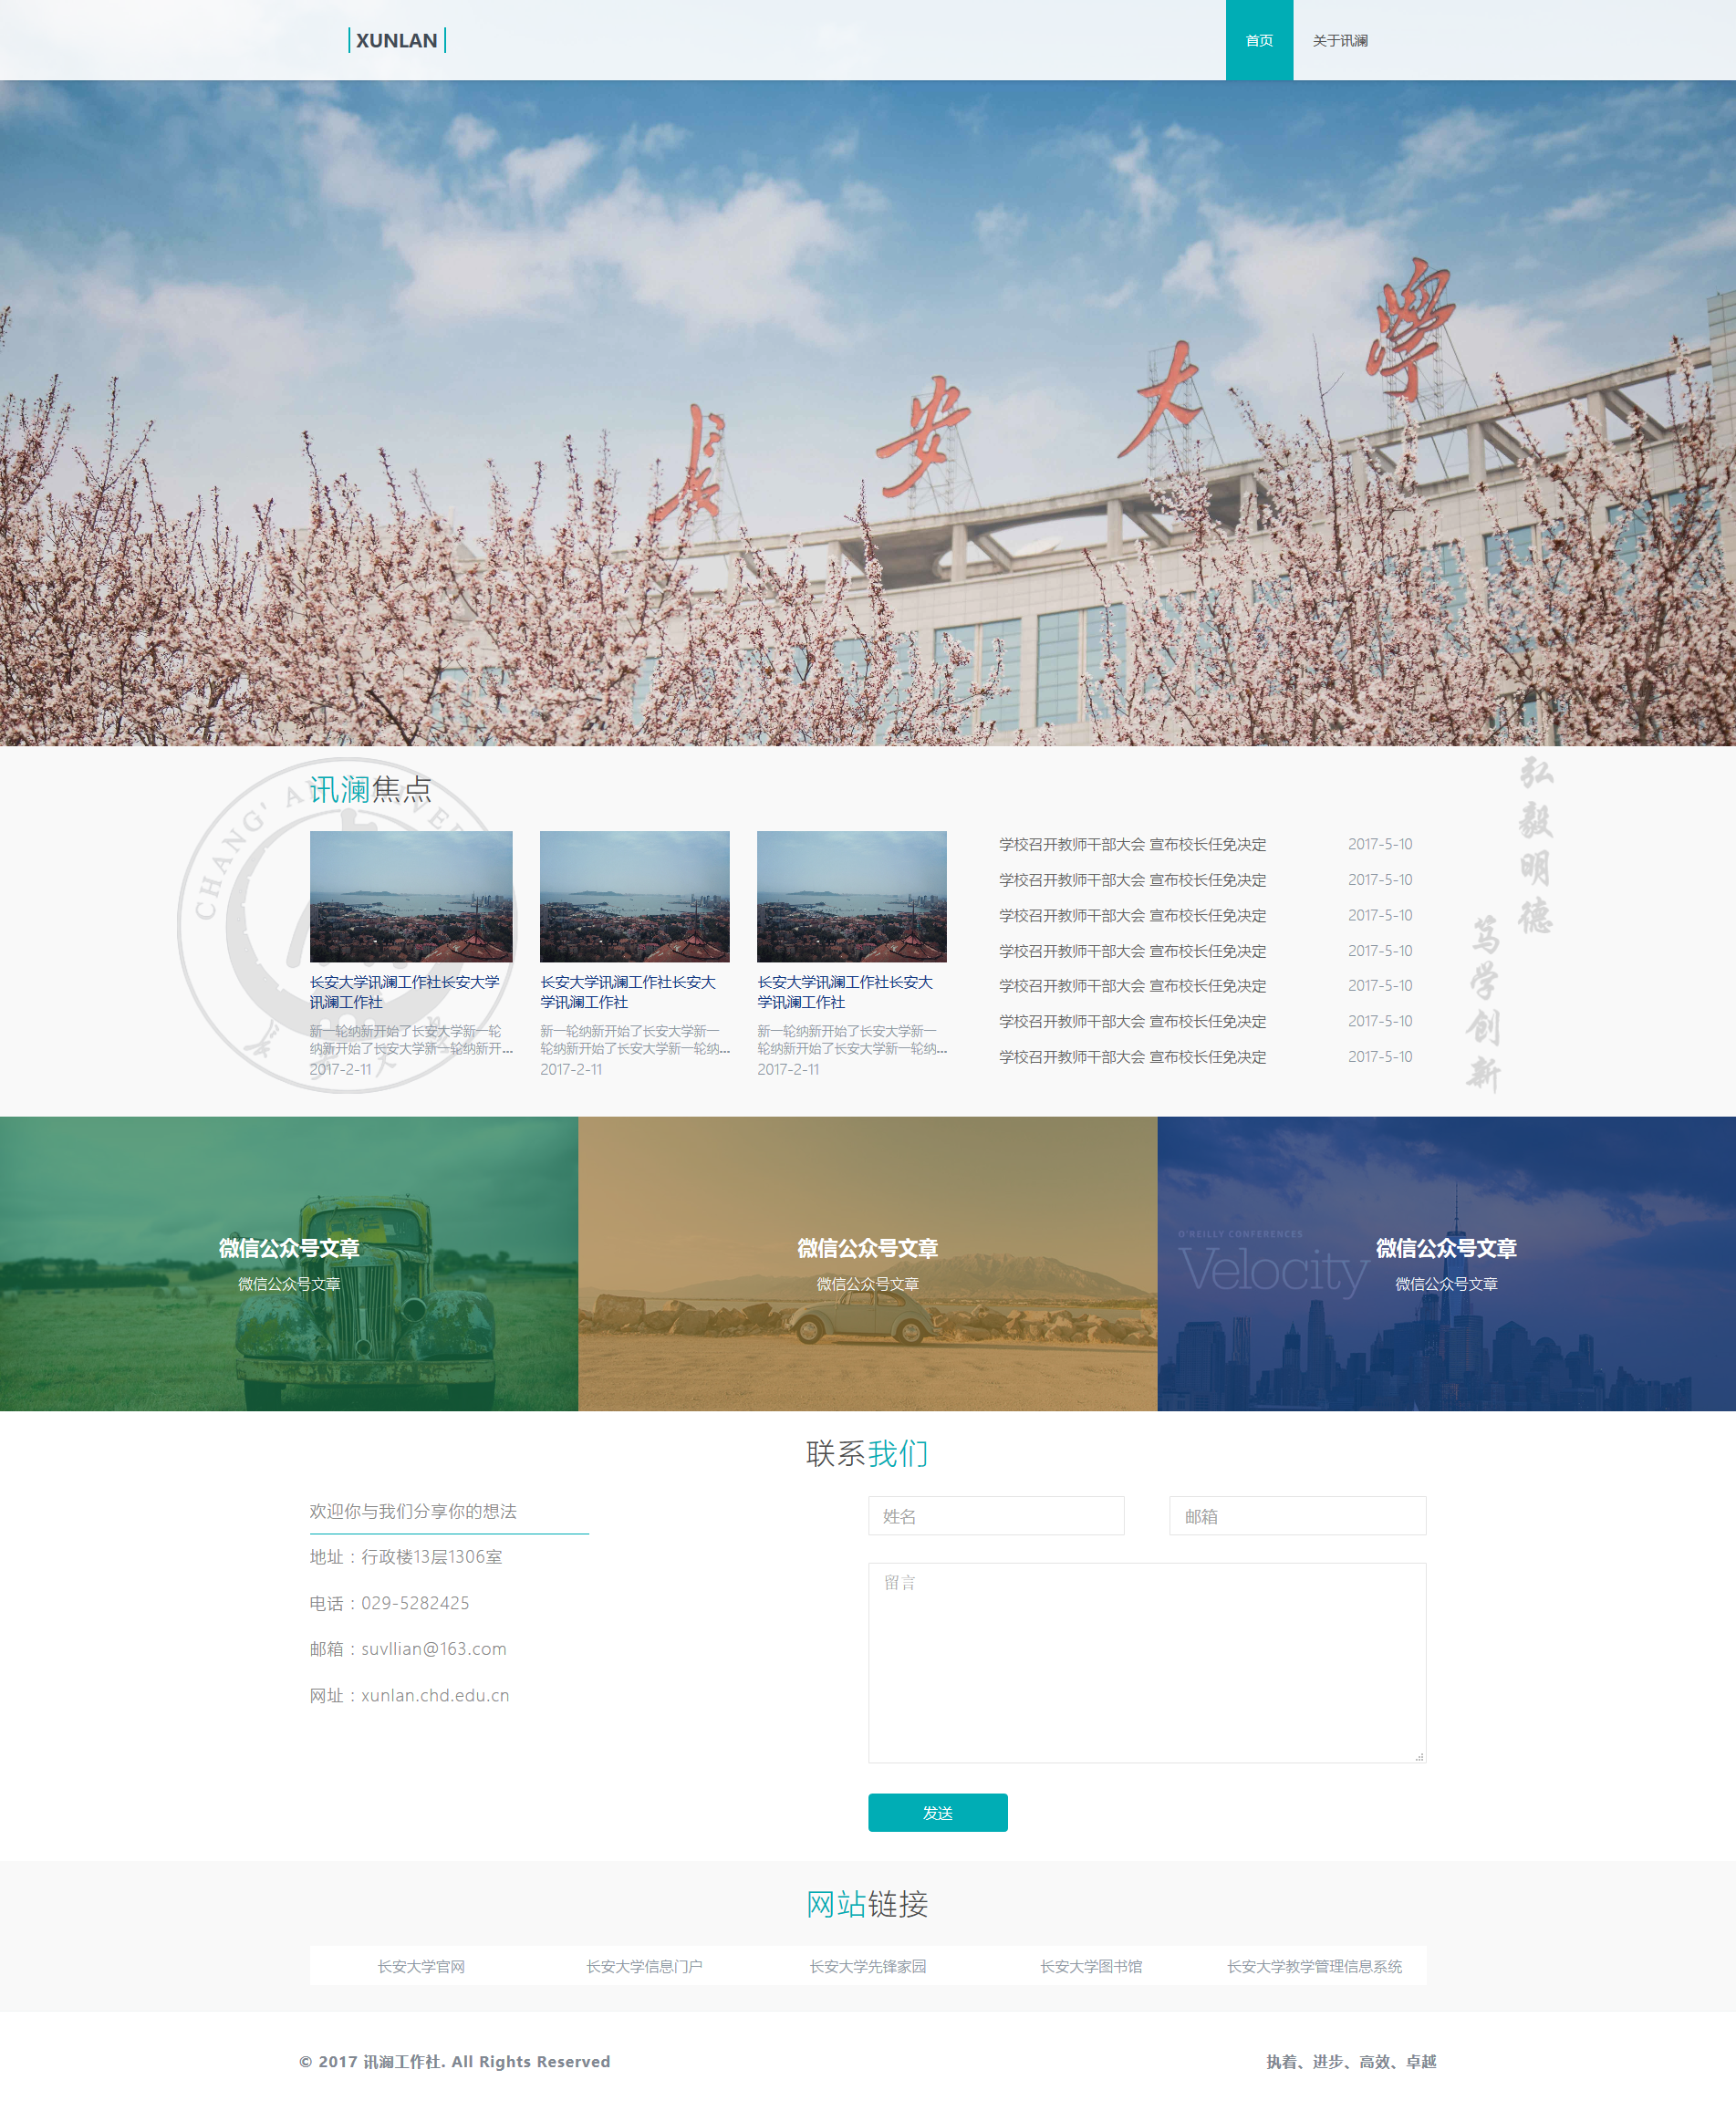 XUNLAN
首页
关于讯澜
長安大學
讯澜焦点
弘毅明德
笃学创新
长安大学讯澜工作社长安大学
讯澜工作社
新一轮纳新开始了长安大学新一轮
纳新开始了长安大学新一轮纳新开...
2017-2-11
长安大学讯澜工作社长安大
学讯澜工作社
新一轮纳新开始了长安大学新一
轮纳新开始了长安大学新一轮纳...
2017-2-11
长安大学讯澜工作社长安大
学讯澜工作社
新一轮纳新开始了长安大学新一
轮纳新开始了长安大学新一轮纳...
2017-2-11
学校召开教师干部大会 宣布校长任免决定 2017-5-10
学校召开教师干部大会 宣布校长任免决定 2017-5-10
学校召开教师干部大会 宣布校长任免决定 2017-5-10
学校召开教师干部大会 宣布校长任免决定 2017-5-10
学校召开教师干部大会 宣布校长任免决定 2017-5-10
学校召开教师干部大会 宣布校长任免决定 2017-5-10
学校召开教师干部大会 宣布校长任免决定 2017-5-10
微信公众号文章
微信公众号文章
微信公众号文章
微信公众号文章
O'REILLY CONFERENCES
Velocity
微信公众号文章
微信公众号文章
联系我们
欢迎你与我们分享你的想法
地址：行政楼13层1306室
电话：029-5282425
邮箱：suvllian@163.com
网址：xunlan.chd.edu.cn
姓名
邮箱
留言
发送
网站链接
长安大学官网
长安大学信息门户
长安大学先锋家园
长安大学图书馆
长安大学教学管理信息系统
© 2017 讯澜工作社. All Rights Reserved
执着、进步、高效、卓越